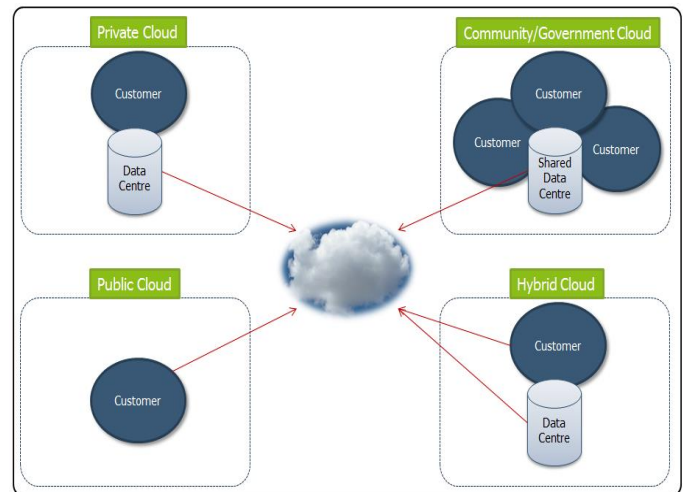 Private Cloud
Customer
Data
Centre
Community/Government Cloud
Customer
Customer
Customer
Shared
Data
Centre
Public Cloud
Customer
Hybrid Cloud
Customer
Data
Centre